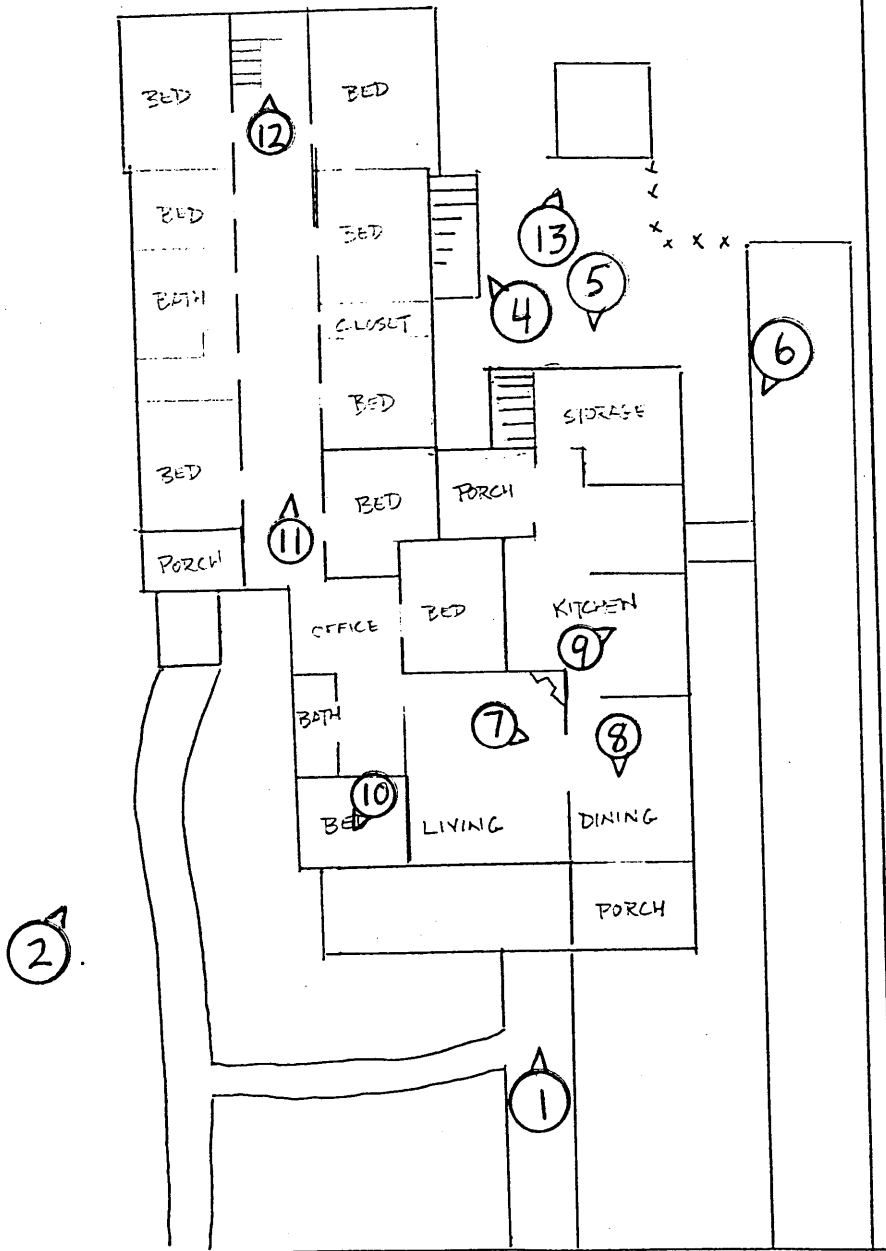 BED
BED
12
BED
BED
13
5
BATH
4
CLOSET
6
BED
STORAGE
BED
BED
PORCH
11
PORCH
OFFICE
BED
KITCHEN
9
BATH
7
8
10
BED
LIVING
DINING
PORCH
2
1